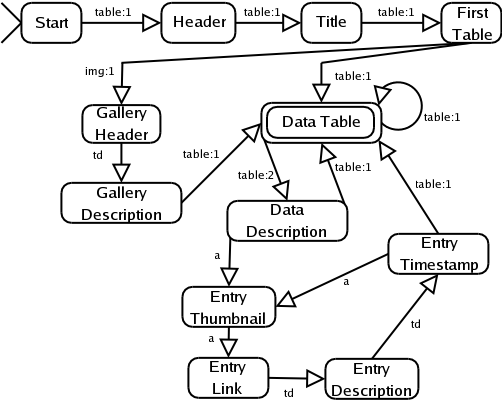 Start
table:1
Header
table:1
Title
table:1
First
Table
img:1
table:1
Gallery
Header
Data Table
table:1
td
table:1
table:2
table:1
table:1
Gallery
Description
Data
Description
Entry
Timestamp
a
a
Entry
Thumbnail
a
td
Entry
Link
td
Entry
Description